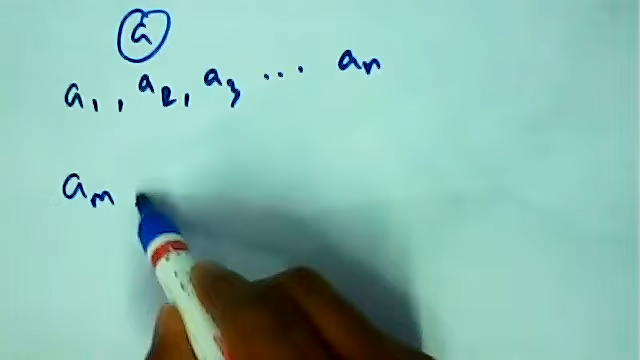 a
a₁, a₂, a₃ ... aₙ
aₘ